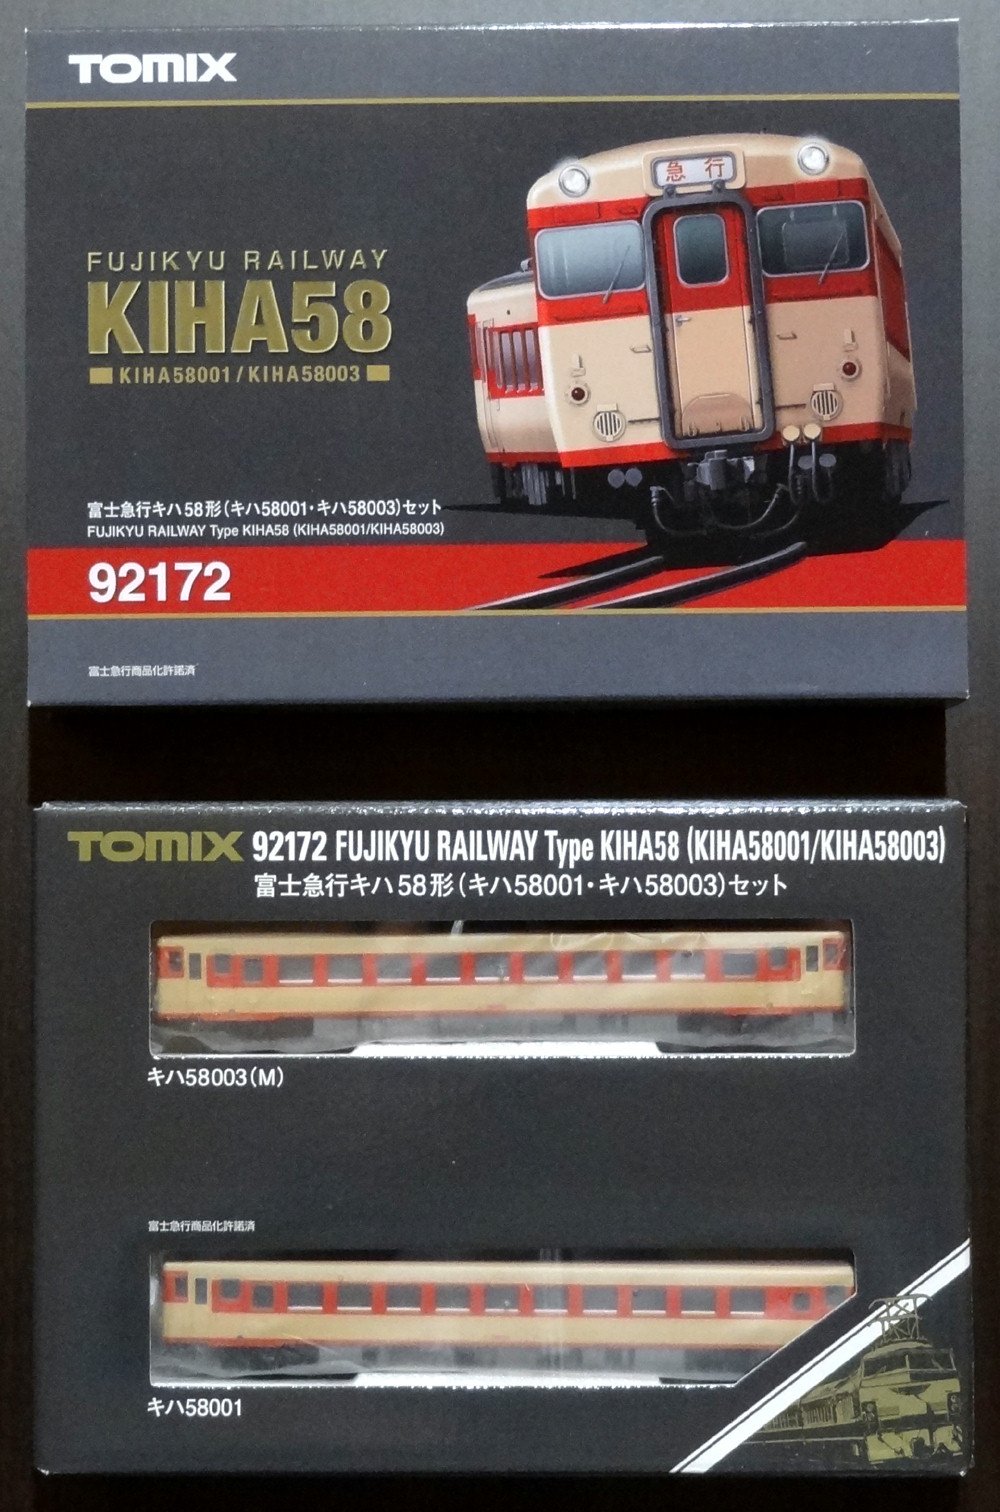 TOMIX
急行
FUJIKYU RAILWAY
KIHA58
KIHA58001/KIHA58003
富士急行キハ58形(キハ58001・キハ58003)セット
FUJIKYU RAILWAY Type KIHA58 (KIHA58001/KIHA58003)
92172
富士急行商品化許諾済
TOMIX 92172 FUJIKYU RAILWAY Type KIHA58 (KIHA58001/KIHA58003)
富士急行キハ58形(キハ58001・キハ58003)セット
キハ58003(M)
富士急行商品化許諾済
キハ58001